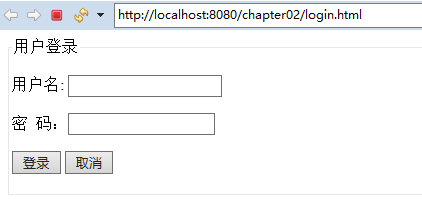 http://localhost:8080/chapter02/login.html
用户登录
用户名:
密 码：
登录 取消